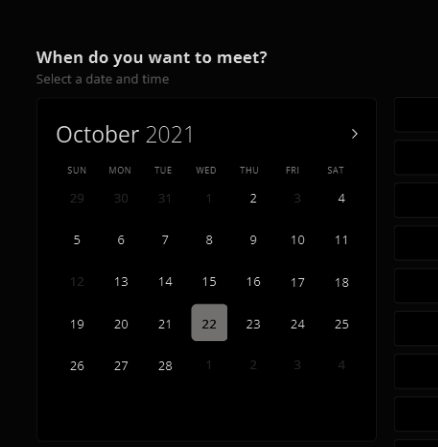 When do you want to meet?
Select a date and time
October 2021
SUN MON TUE WED THU FRI SAT
29 30 31 1 2 3 4
5 6 7 8 9 10 11
12 13 14 15 16 17 18
19 20 21 22 23 24 25
26 27 28 1 2 3 4